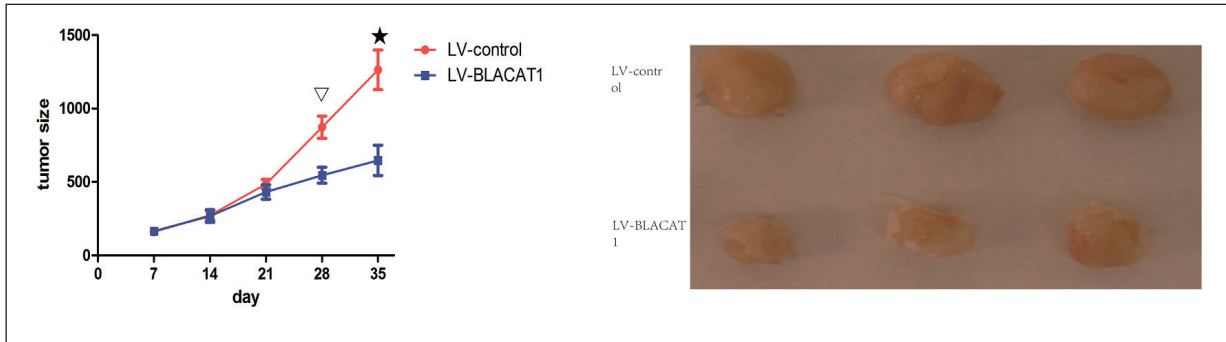 1500
1000
500
0
tumor size
0 7 14 21 28 35
day
LV-control
LV-BLACAT1
LV-contr
ol
LV-BLACAT
1